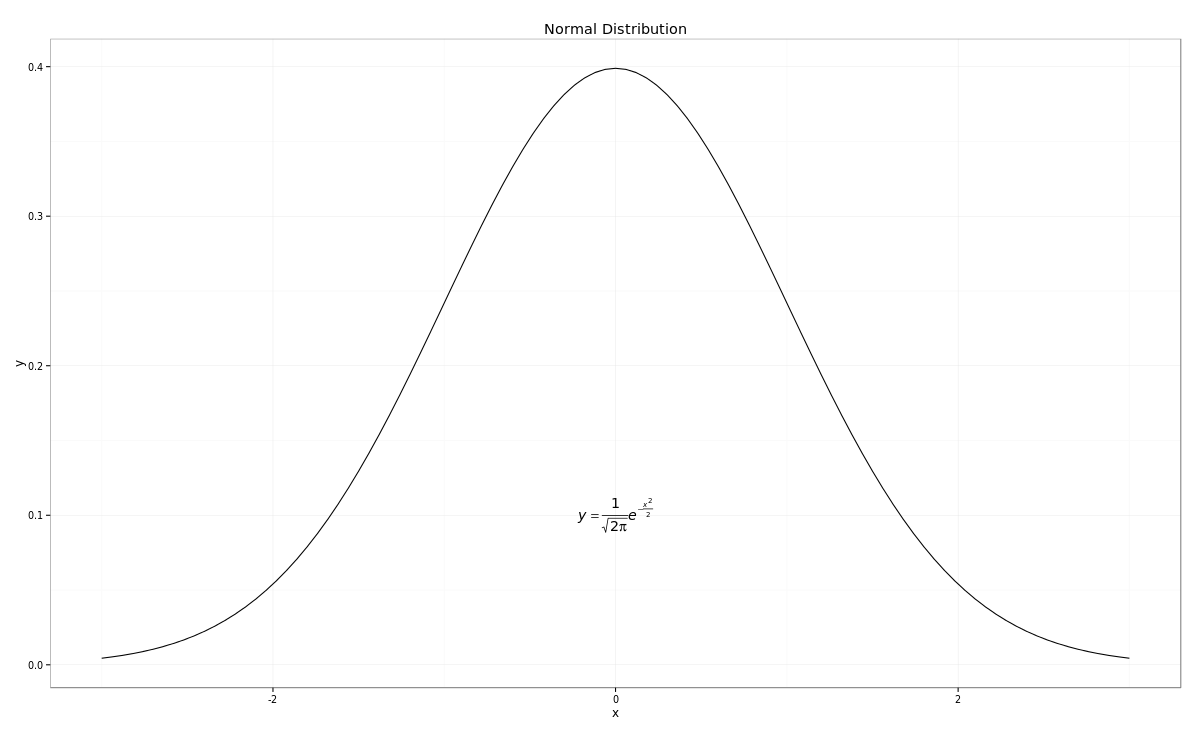 Normal Distribution
0.4
0.3
0.2
0.1
0.0
y
y = 1/√2π e^-x²/2
-2 0 2
x